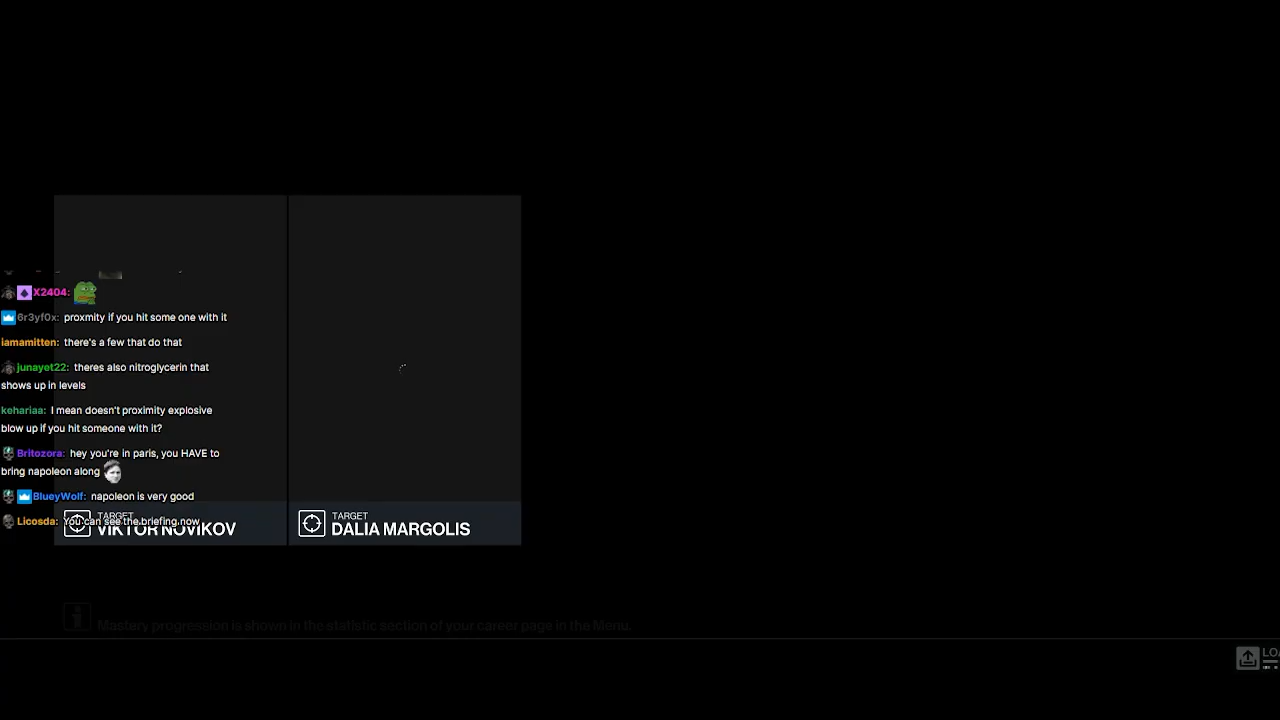 X2404:
6r3yf0x: proxmity if you hit some one with it
iamamitten: there's a few that do that
junayet22: theres also nitroglycerin that
shows up in levels
kehariaa: I mean doesn't proximity explosive
blow up if you hit someone with it?
Britozora: hey you're in paris, you HAVE to
bring napoleon along
BlueyWolf: napoleon is very good
Licosda: You can see the briefing now
TARGET
VIKTOR NOVIKOV
TARGET
DALIA MARGOLIS
Mastery progression is shown in the statistic section of your career page in the Menu.